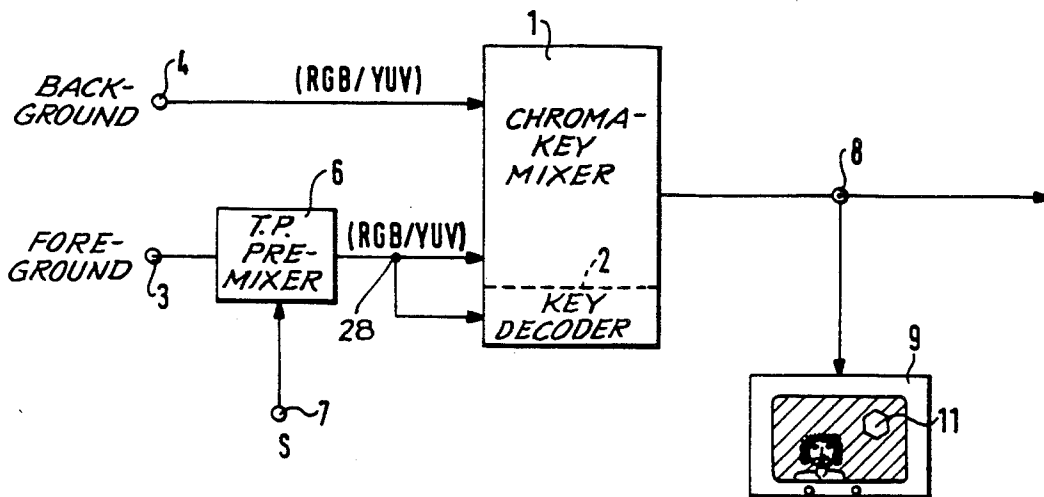 1
4
BACK-
GROUND
(RGB/YUV)
CHROMA-
KEY
MIXER
8
6
FORE-
GROUND
3
T.P.
PRE-
MIXER
(RGB/YUV)
28
2
KEY
DECODER
7
S
9
11